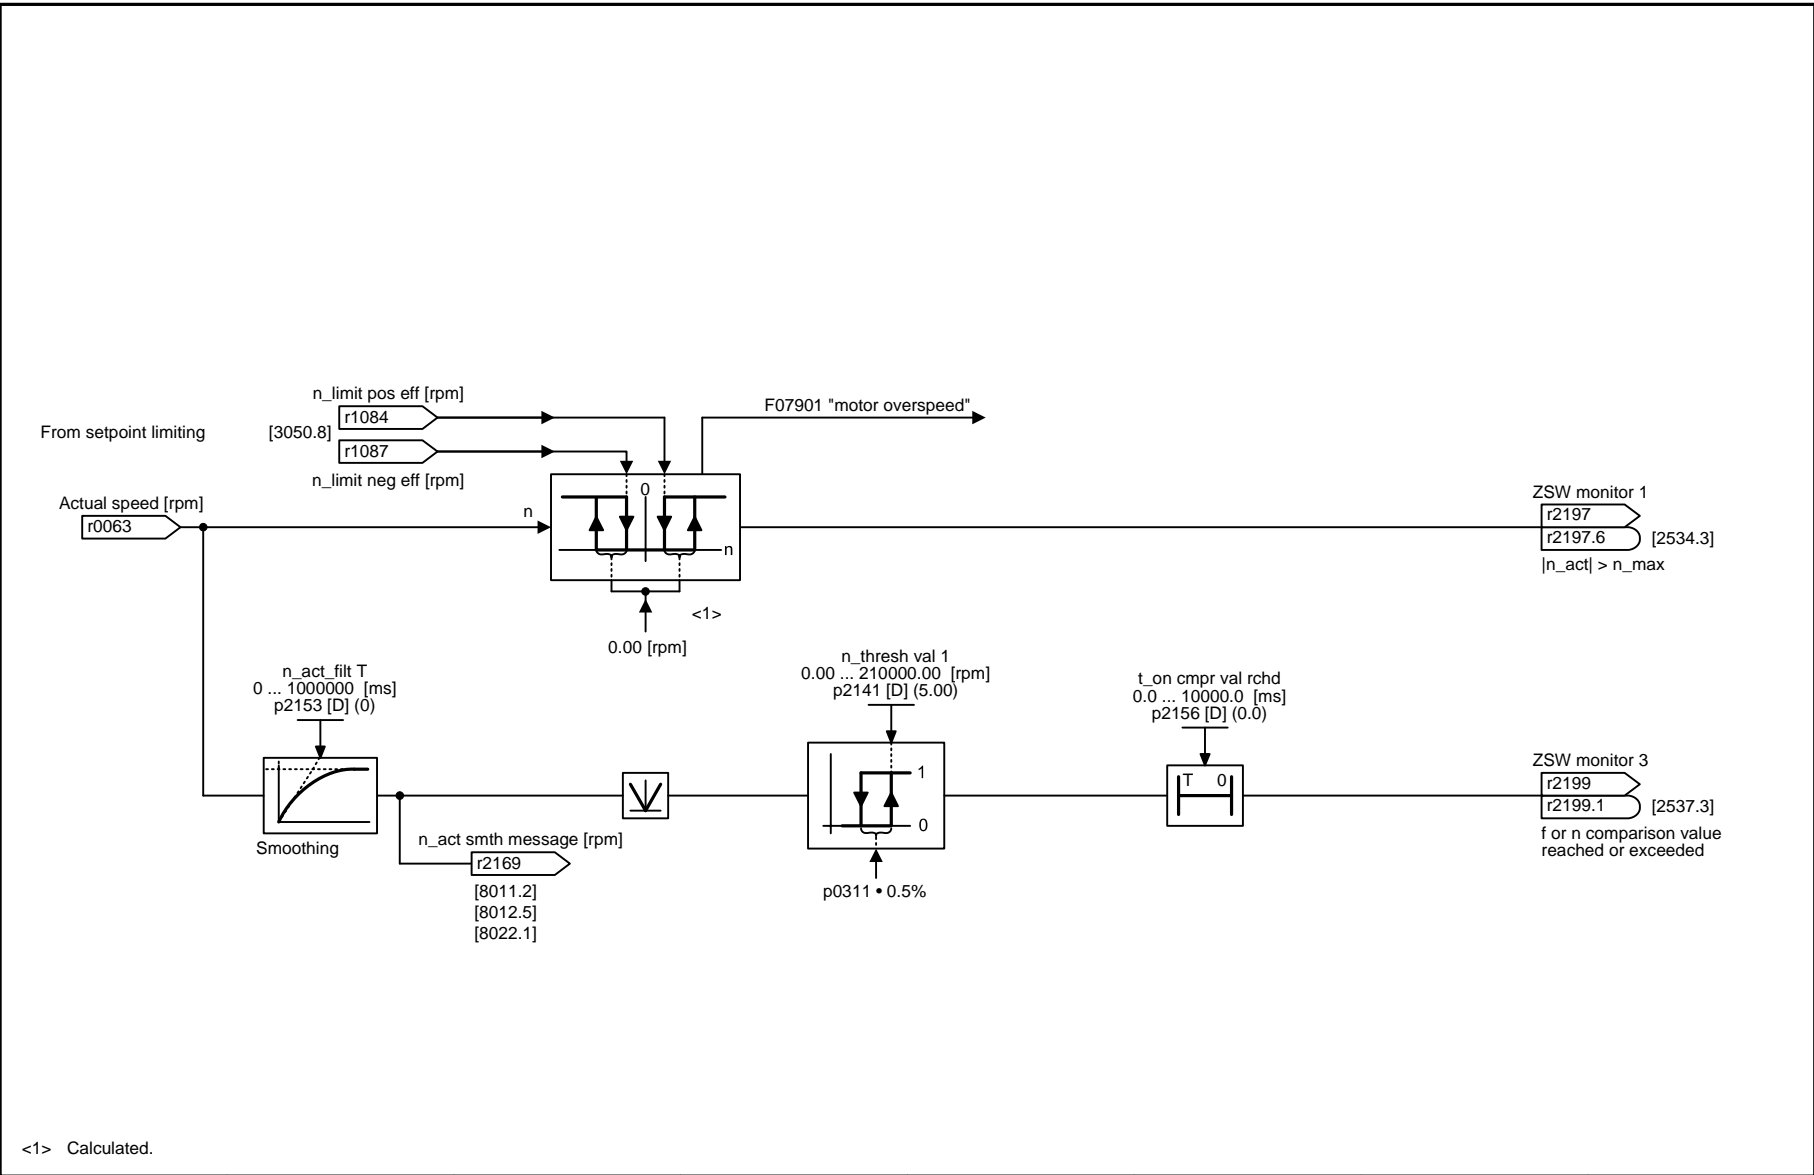 n_limit pos eff [rpm]
r1084
F07901 "motor overspeed"
From setpoint limiting
[3050.8]
r1087
n_limit neg eff [rpm]
Actual speed [rpm]
r0063
n
0
n
ZSW monitor 1
r2197
r2197.6
[2534.3]
|n_act| > n_max
<1>
0.00 [rpm]
n_act_filt T
0 ... 1000000 [ms]
p2153 [D] (0)
n_thresh val 1
0.00 ... 210000.00 [rpm]
p2141 [D] (5.00)
t_on cmpr val rchd
0.0 ... 10000.0 [ms]
p2156 [D] (0.0)
1
0
T 0
ZSW monitor 3
r2199
r2199.1
[2537.3]
f or n comparison value
reached or exceeded
Smoothing
n_act smth message [rpm]
r2169
[8011.2]
[8012.5]
[8022.1]
p0311 • 0.5%
<1> Calculated.